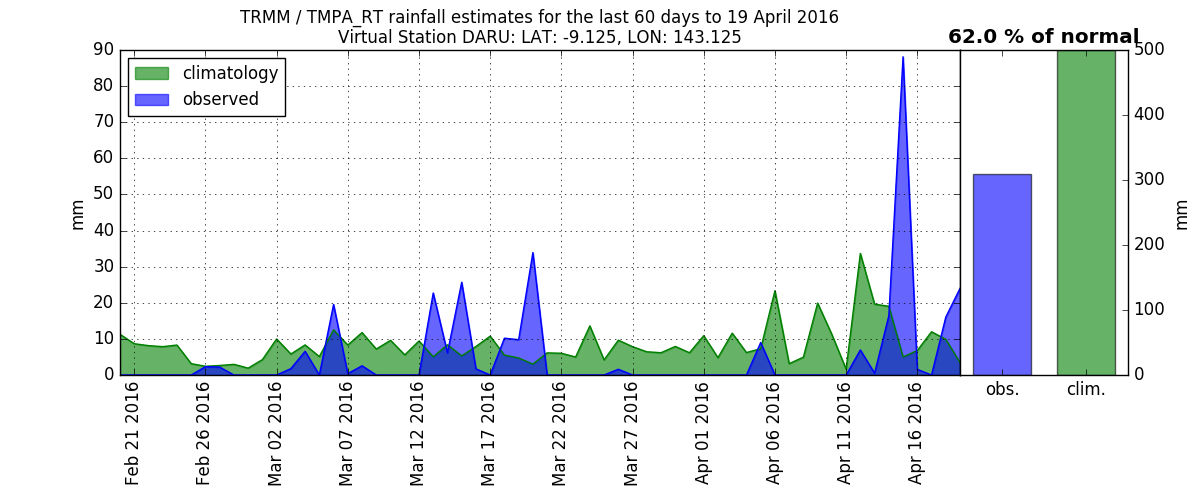 TRMM / TMPA_RT rainfall estimates for the last 60 days to 19 April 2016
Virtual Station DARU: LAT: -9.125, LON: 143.125
62.0 % of normal
climatology
observed
90
80
70
60
50
40
30
20
10
0
mm
Feb 21 2016
Feb 26 2016
Mar 02 2016
Mar 07 2016
Mar 12 2016
Mar 17 2016
Mar 22 2016
Mar 27 2016
Apr 01 2016
Apr 06 2016
Apr 11 2016
Apr 16 2016
500
400
300
200
100
0
mm
obs.
clim.